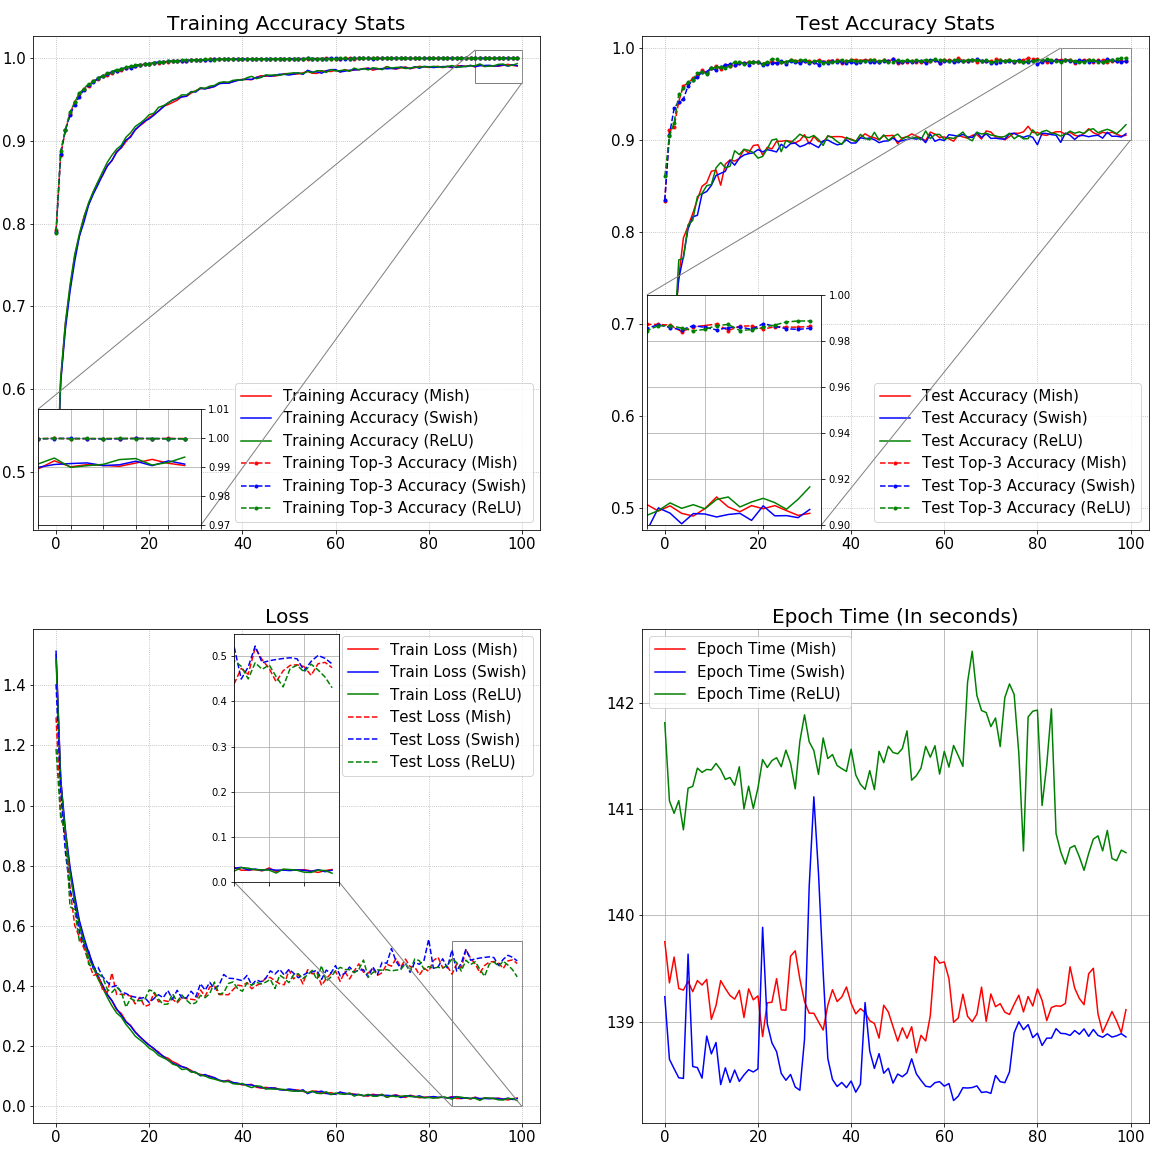 Training Accuracy Stats
1.0
0.9
0.8
0.7
0.6
0.5
1.01
1.00
0.99
0.98
0.97
Training Accuracy (Mish)
Training Accuracy (Swish)
Training Accuracy (ReLU)
Training Top-3 Accuracy (Mish)
Training Top-3 Accuracy (Swish)
Training Top-3 Accuracy (ReLU)
0 20 40 60 80 100
Test Accuracy Stats
1.0
0.9
0.8
0.7
0.6
0.5
1.00
0.98
0.96
0.94
0.92
0.90
Test Accuracy (Mish)
Test Accuracy (Swish)
Test Accuracy (ReLU)
Test Top-3 Accuracy (Mish)
Test Top-3 Accuracy (Swish)
Test Top-3 Accuracy (ReLU)
0 20 40 60 80 100
Loss
1.4
1.2
1.0
0.8
0.6
0.4
0.2
0.0
0.5
0.4
0.3
0.2
0.1
0.0
Train Loss (Mish)
Train Loss (Swish)
Train Loss (ReLU)
Test Loss (Mish)
Test Loss (Swish)
Test Loss (ReLU)
0 20 40 60 80 100
Epoch Time (In seconds)
Epoch Time (Mish)
Epoch Time (Swish)
Epoch Time (ReLU)
142
141
140
139
0 20 40 60 80 100